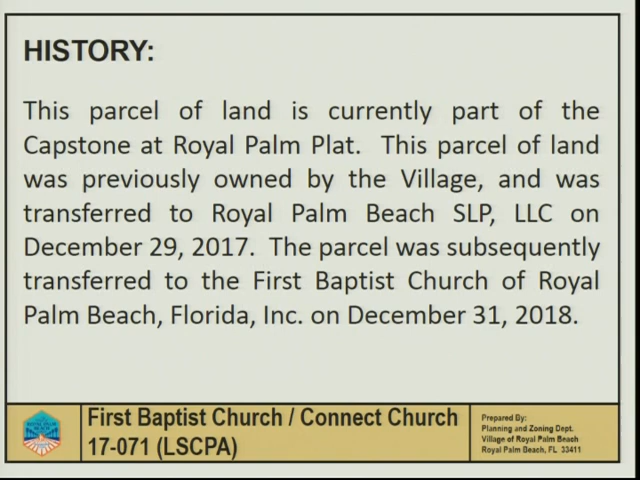 HISTORY:
This parcel of land is currently part of the
Capstone at Royal Palm Plat. This parcel of land
was previously owned by the Village, and was
transferred to Royal Palm Beach SLP, LLC on
December 29, 2017. The parcel was subsequently
transferred to the First Baptist Church of Royal
Palm Beach, Florida, Inc. on December 31, 2018.
First Baptist Church / Connect Church
17-071 (LSCPA)
Prepared By:
Planning and Zoning Dept.
Village of Royal Palm Beach
Royal Palm Beach, FL 33411